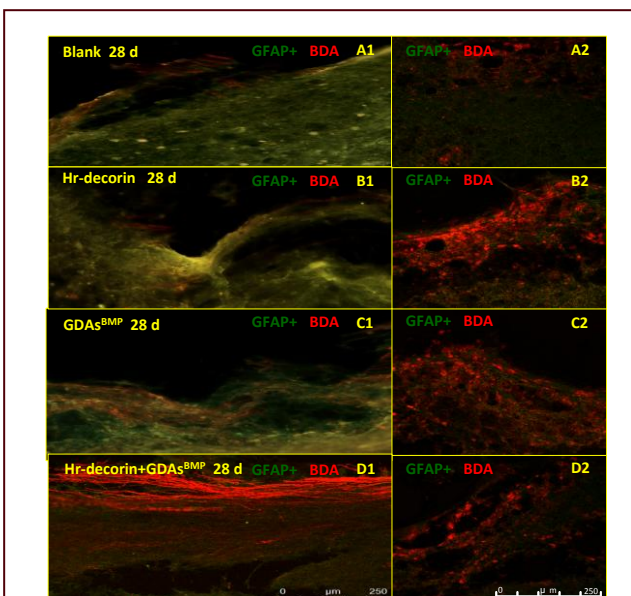 Blank 28 d GFAP+ BDA A1
GFAP+ BDA A2
Hr-decorin 28 d GFAP+ BDA B1
GFAP+ BDA B2
GDAsBMP 28 d GFAP+ BDA C1
GFAP+ BDA C2
Hr-decorin+GDAsBMP 28 d GFAP+ BDA D1
GFAP+ BDA D2
0 µm 250
0 µ m 250